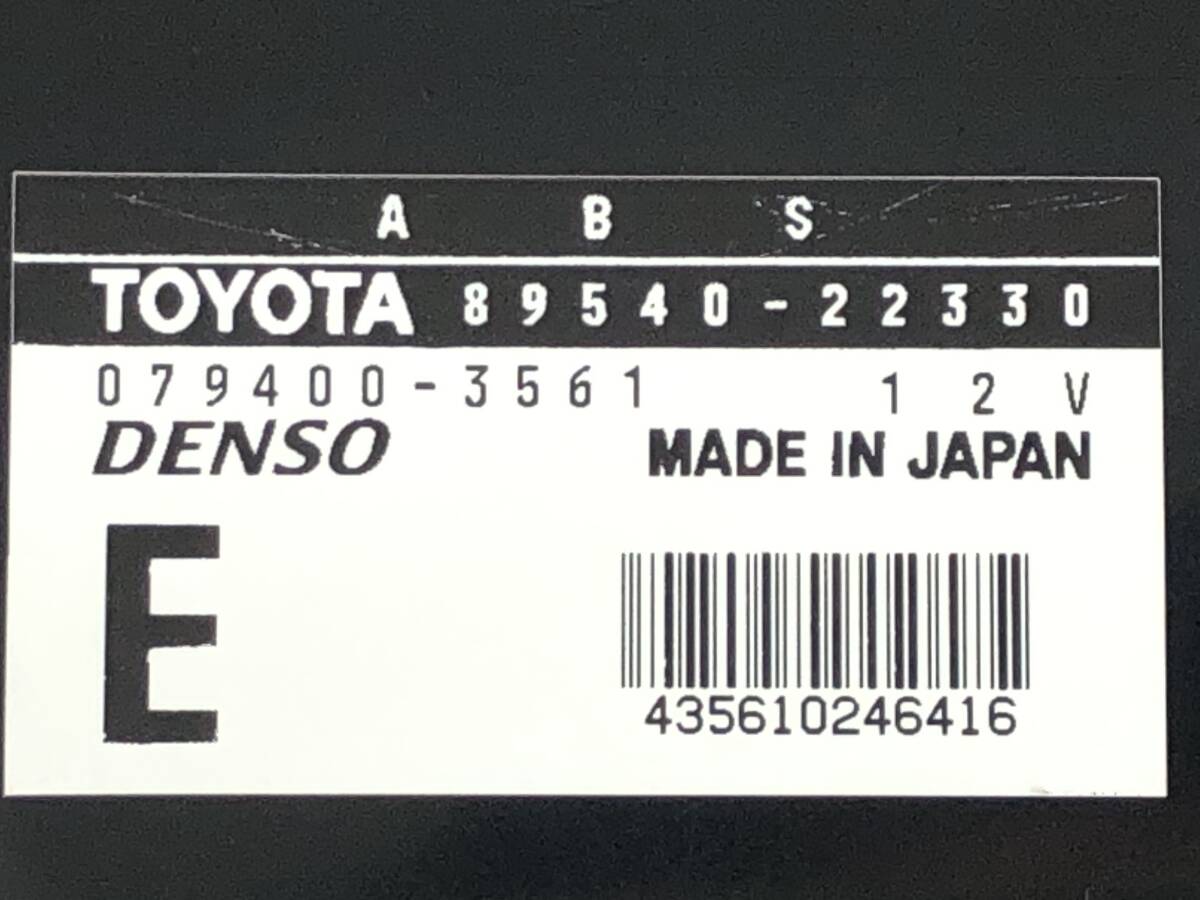 A B S
TOYOTA 89540-22330
079400-3561 12V
DENSO MADE IN JAPAN
E
435610246416